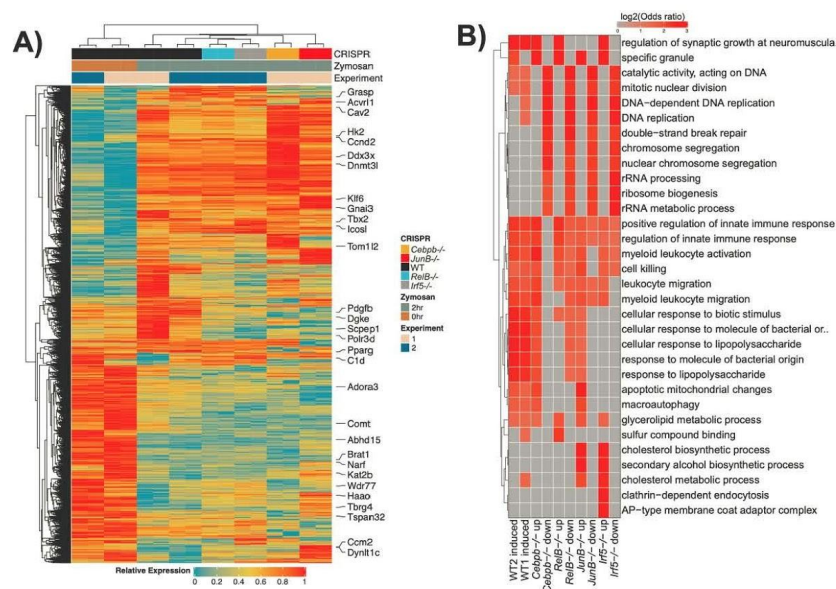 A)
CRISPR
Zymosan
Experiment
Grasp
Acvrl1
Cav2
Hk2
Ccnd2
Ddx3x
Dnmt3l
Klf6
Gnai3
Tbx2
Icosl
Tom1l2
Pdgfb
Dgke
Scpep1
Polr3d
Pparg
C1d
Adora3
Comt
Abhd15
Brat1
Narf
Kat2b
Wdr77
Haao
Tbrg4
Tspan32
Ccm2
Dynlt1c
CRISPR
Cebpb-/-
JunB-/-
WT
RelB-/-
Irf5-/-
Zymosan
2hr
0hr
Experiment
1
2
Relative Expression
0 0.2 0.4 0.6 0.8 1
B)
log2(Odds ratio)
0 1 2 3
regulation of synaptic growth at neuromuscula
specific granule
catalytic activity, acting on DNA
mitotic nuclear division
DNA−dependent DNA replication
DNA replication
double−strand break repair
chromosome segregation
nuclear chromosome segregation
rRNA processing
ribosome biogenesis
rRNA metabolic process
positive regulation of innate immune response
regulation of innate immune response
myeloid leukocyte activation
cell killing
leukocyte migration
myeloid leukocyte migration
cellular response to biotic stimulus
cellular response to molecule of bacterial or..
cellular response to lipopolysaccharide
response to molecule of bacterial origin
response to lipopolysaccharide
apoptotic mitochondrial changes
macroautophagy
glycerolipid metabolic process
sulfur compound binding
cholesterol biosynthetic process
secondary alcohol biosynthetic process
cholesterol metabolic process
clathrin−dependent endocytosis
AP−type membrane coat adaptor complex
WT2 induced
WT1 induced
Cebpb−/− up
Cebpb−/− down
RelB−/− up
RelB−/− down
JunB−/− up
JunB−/− down
Irf5−/− up
Irf5−/− down